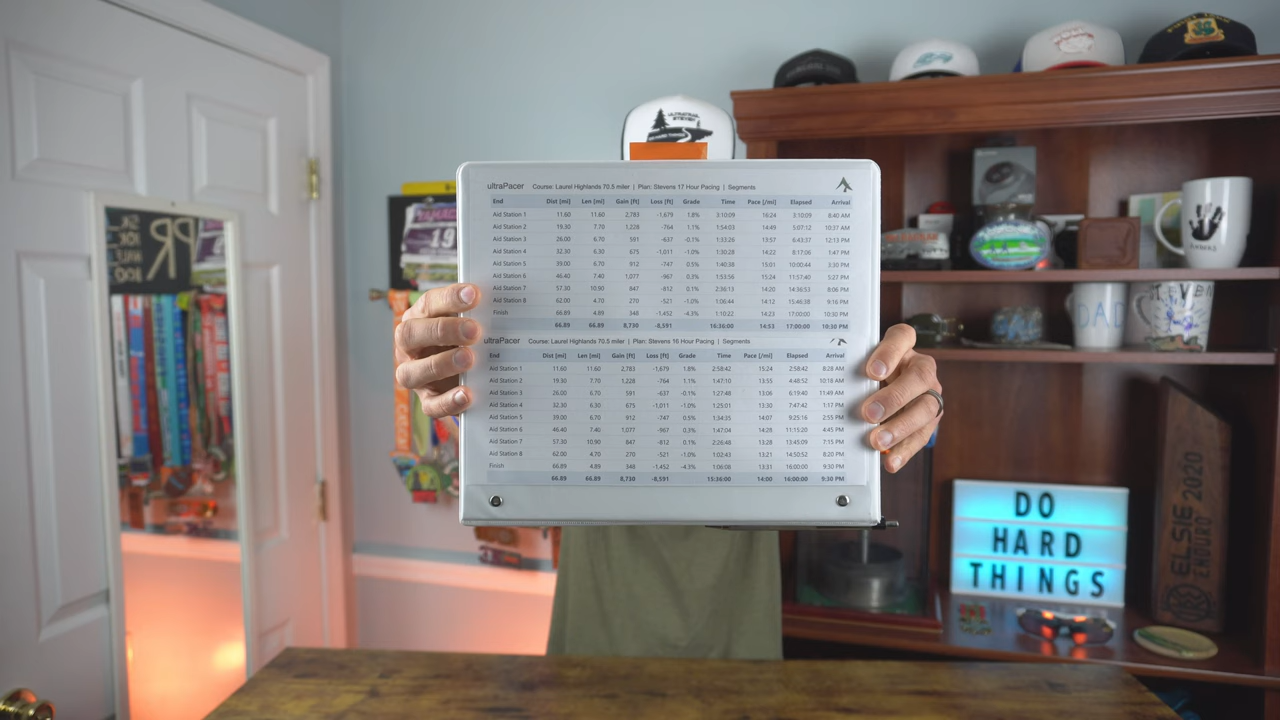 ULTRATRAIL
STEVEN
ultraPacer Course: Laurel Highlands 70.5 miler | Plan: Stevens 17 Hour Pacing | Segments
End Dist [mi] Len [mi] Gain [ft] Loss [ft] Grade Time Pace [/mi] Elapsed Arrival
Aid Station 1 11.60 11.60 2,783 -1,679 1.8% 3:10:09 16:24 3:10:09 8:40 AM
Aid Station 2 19.30 7.70 1,228 -764 1.1% 1:54:03 14:49 5:07:12 10:37 AM
Aid Station 3 26.00 6.70 591 -637 -0.1% 1:33:26 13:57 6:43:37 12:13 PM
Aid Station 4 32.30 6.30 675 -1,011 -1.0% 1:30:28 14:22 8:17:06 1:47 PM
Aid Station 5 39.00 6.70 912 -747 0.5% 1:40:38 15:01 10:00:44 3:30 PM
Aid Station 6 46.40 7.40 1,077 -967 0.3% 1:53:56 15:24 11:57:40 5:27 PM
Aid Station 7 57.30 10.90 847 -812 0.1% 2:36:13 14:20 14:36:53 8:06 PM
Aid Station 8 62.00 4.70 270 -521 -1.0% 1:06:44 14:12 15:46:38 9:16 PM
Finish 66.89 4.89 348 -1,452 -4.3% 1:10:22 14:23 17:00:00 10:30 PM
66.89 66.89 8,730 -8,591 16:36:00 14:53 17:00:00 10:30 PM
ultraPacer Course: Laurel Highlands 70.5 miler | Plan: Stevens 16 Hour Pacing | Segments
End Dist [mi] Len [mi] Gain [ft] Loss [ft] Grade Time Pace [/mi] Elapsed Arrival
Aid Station 1 11.60 11.60 2,783 -1,679 1.8% 2:58:42 15:24 2:58:42 8:28 AM
Aid Station 2 19.30 7.70 1,228 -764 1.1% 1:47:10 13:55 4:48:52 10:18 AM
Aid Station 3 26.00 6.70 591 -637 -0.1% 1:27:48 13:06 6:19:40 11:49 AM
Aid Station 4 32.30 6.30 675 -1,011 -1.0% 1:25:01 13:30 7:47:42 1:17 PM
Aid Station 5 39.00 6.70 912 -747 0.5% 1:34:35 14:07 9:25:16 2:55 PM
Aid Station 6 46.40 7.40 1,077 -967 0.3% 1:47:04 14:28 11:15:20 4:45 PM
Aid Station 7 57.30 10.90 847 -812 0.1% 2:26:48 13:28 13:45:09 7:15 PM
Aid Station 8 62.00 4.70 270 -521 -1.0% 1:02:43 13:21 14:50:52 8:20 PM
Finish 66.89 4.89 348 -1,452 -4.3% 1:06:08 13:31 16:00:00 9:30 PM
66.89 66.89 8,730 -8,591 15:36:00 14:00 16:00:00 9:30 PM
PR
19
DAD
STEVEN
DO
HARD
THINGS
ELSIE 2020
ENDURO